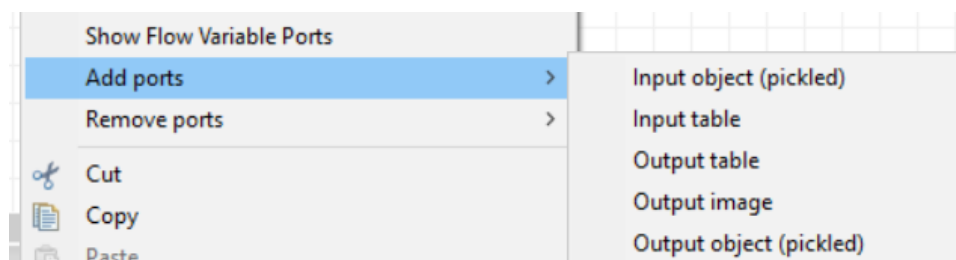 Show Flow Variable Ports
Add ports
Remove ports
Cut
Copy
Paste
Input object (pickled)
Input table
Output table
Output image
Output object (pickled)